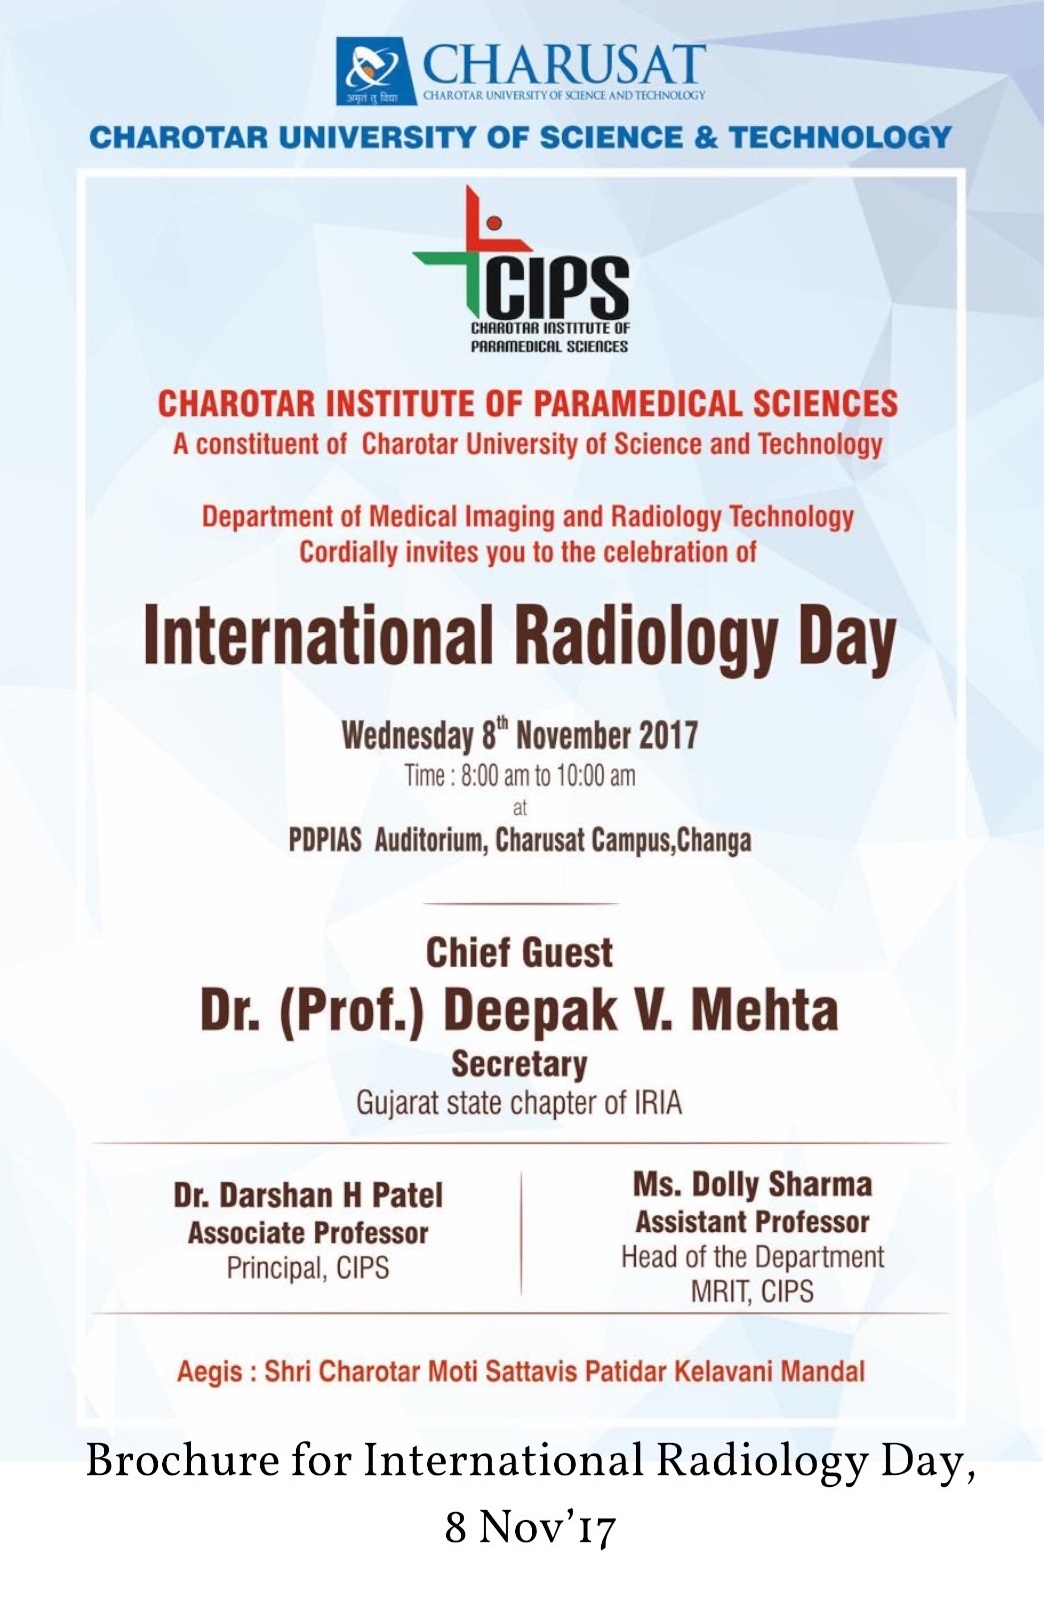 CHARUSAT
CHAROTAR UNIVERSITY OF SCIENCE AND TECHNOLOGY
अमृतं तु विद्या
CHAROTAR UNIVERSITY OF SCIENCE & TECHNOLOGY
CIPS
CHAROTAR INSTITUTE OF
PARAMEDICAL SCIENCES
CHAROTAR INSTITUTE OF PARAMEDICAL SCIENCES
A constituent of Charotar University of Science and Technology
Department of Medical Imaging and Radiology Technology
Cordially invites you to the celebration of
International Radiology Day
Wednesday 8th November 2017
Time : 8:00 am to 10:00 am
at
PDPIAS Auditorium, Charusat Campus,Changa
Chief Guest
Dr. (Prof.) Deepak V. Mehta
Secretary
Gujarat state chapter of IRIA
Dr. Darshan H Patel
Associate Professor
Principal, CIPS
Ms. Dolly Sharma
Assistant Professor
Head of the Department
MRIT, CIPS
Aegis : Shri Charotar Moti Sattavis Patidar Kelavani Mandal
Brochure for International Radiology Day,
8 Nov’17